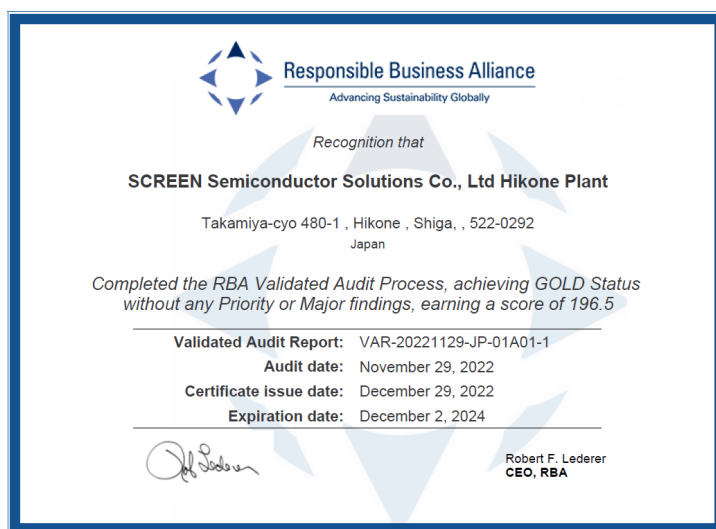 Responsible Business Alliance
Advancing Sustainability Globally
Recognition that
SCREEN Semiconductor Solutions Co., Ltd Hikone Plant
Takamiya-cyo 480-1 , Hikone , Shiga, , 522-0292
Japan
Completed the RBA Validated Audit Process, achieving GOLD Status
without any Priority or Major findings, earning a score of 196.5
Validated Audit Report: VAR-20221129-JP-01A01-1
Audit date: November 29, 2022
Certificate issue date: December 29, 2022
Expiration date: December 2, 2024
Rob Lederer
Robert F. Lederer
CEO, RBA